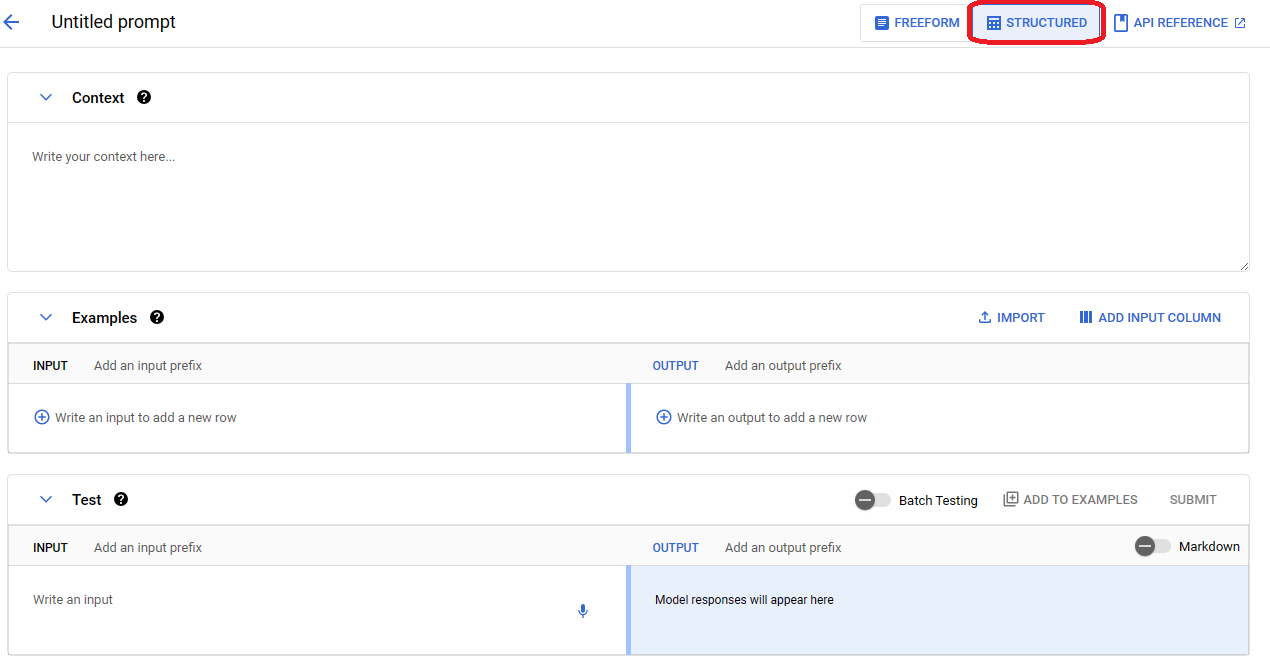 Untitled prompt
FREEFORM
STRUCTURED
API REFERENCE
Context
Write your context here...
Examples
IMPORT
ADD INPUT COLUMN
INPUT Add an input prefix
OUTPUT Add an output prefix
Write an input to add a new row
Write an output to add a new row
Test
Batch Testing
ADD TO EXAMPLES
SUBMIT
INPUT Add an input prefix
OUTPUT Add an output prefix
Markdown
Write an input
Model responses will appear here